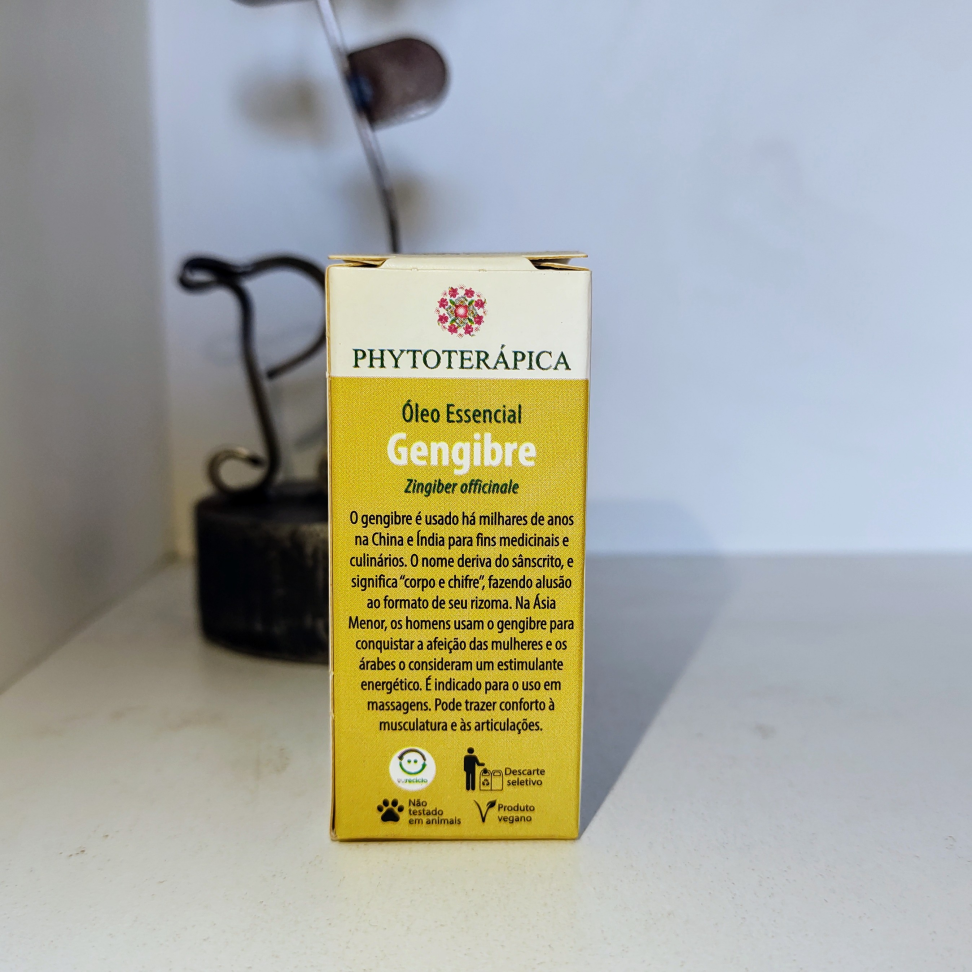 PHYTOTERÁPICA
Óleo Essencial
Gengibre
Zingiber officinale
O gengibre é usado há milhares de anos
na China e Índia para fins medicinais e
culinários. O nome deriva do sânscrito, e
significa “corpo e chifre”, fazendo alusão
ao formato de seu rizoma. Na Ásia
Menor, os homens usam o gengibre para
conquistar a afeição das mulheres e os
árabes o consideram um estimulante
energético. É indicado para o uso em
massagens. Pode trazer conforto à
musculatura e às articulações.
eureciclo
Descarte
seletivo
Não
testado
em animais
Produto
vegano